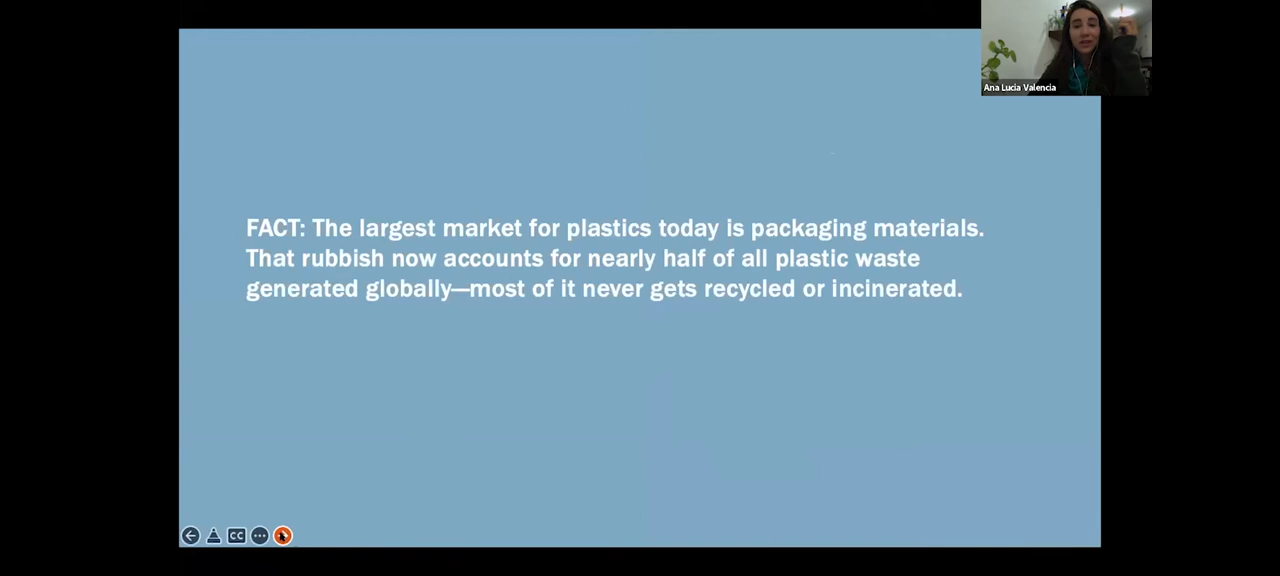 Ana Lucia Valencia
FACT: The largest market for plastics today is packaging materials.
That rubbish now accounts for nearly half of all plastic waste
generated globally—most of it never gets recycled or incinerated.
CC